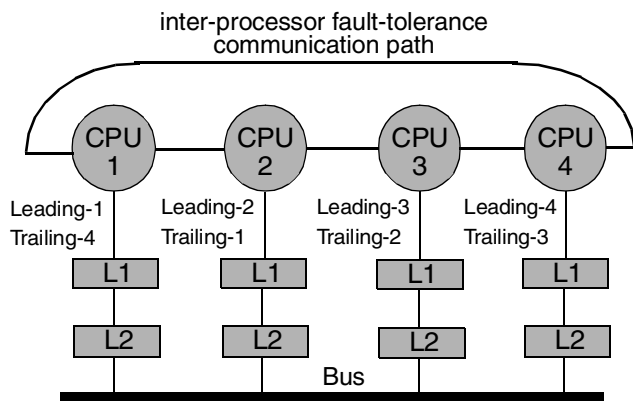 inter-processor fault-tolerance
communication path
CPU
1
CPU
2
CPU
3
CPU
4
Leading-1
Trailing-4
Leading-2
Trailing-1
Leading-3
Trailing-2
Leading-4
Trailing-3
L1
L1
L1
L1
L2
L2
L2
L2
Bus